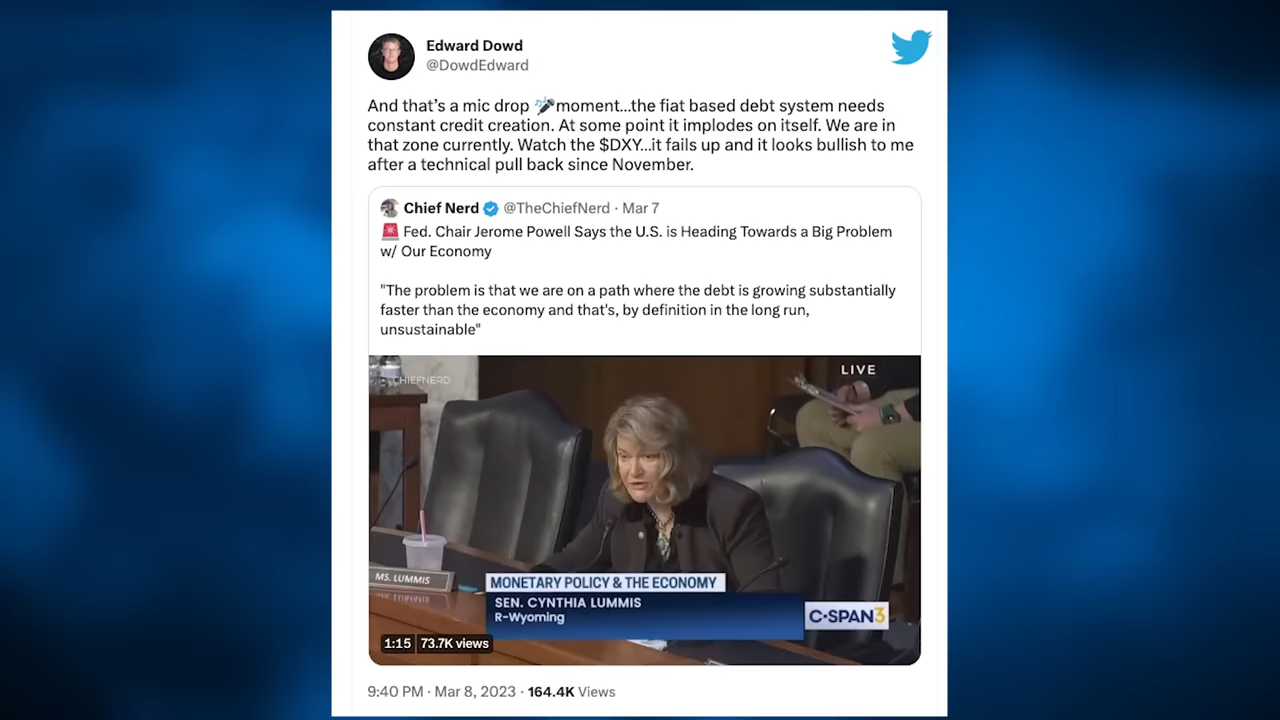 Edward Dowd
@DowdEdward
And that's a mic drop 🎤moment...the fiat based debt system needs
constant credit creation. At some point it implodes on itself. We are in
that zone currently. Watch the $DXY...it fails up and it looks bullish to me
after a technical pull back since November.
Chief Nerd @TheChiefNerd · Mar 7
🚨 Fed. Chair Jerome Powell Says the U.S. is Heading Towards a Big Problem
w/ Our Economy
"The problem is that we are on a path where the debt is growing substantially
faster than the economy and that's, by definition in the long run,
unsustainable"
CHIEFNERD
LIVE
MS. LUMMIS
MONETARY POLICY & THE ECONOMY
SEN. CYNTHIA LUMMIS
R-Wyoming
C-SPAN3
1:15 73.7K views
9:40 PM · Mar 8, 2023 · 164.4K Views